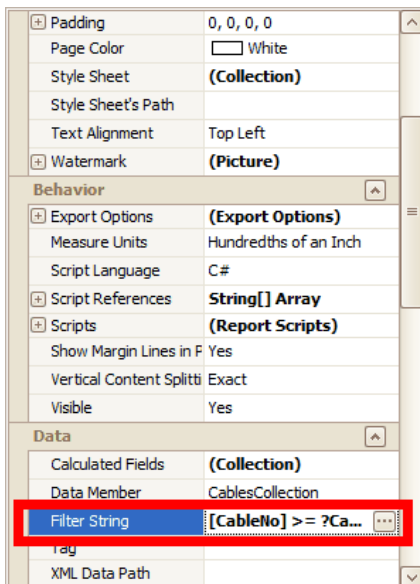 Padding 0, 0, 0, 0
Page Color White
Style Sheet (Collection)
Style Sheet's Path
Text Alignment Top Left
Watermark (Picture)
Behavior
Export Options (Export Options)
Measure Units Hundredths of an Inch
Script Language C#
Script References String[] Array
Scripts (Report Scripts)
Show Margin Lines in P Yes
Vertical Content Splitti Exact
Visible Yes
Data
Calculated Fields (Collection)
Data Member CablesCollection
Filter String [CableNo] >= ?Ca... ...
Tag
XML Data Path